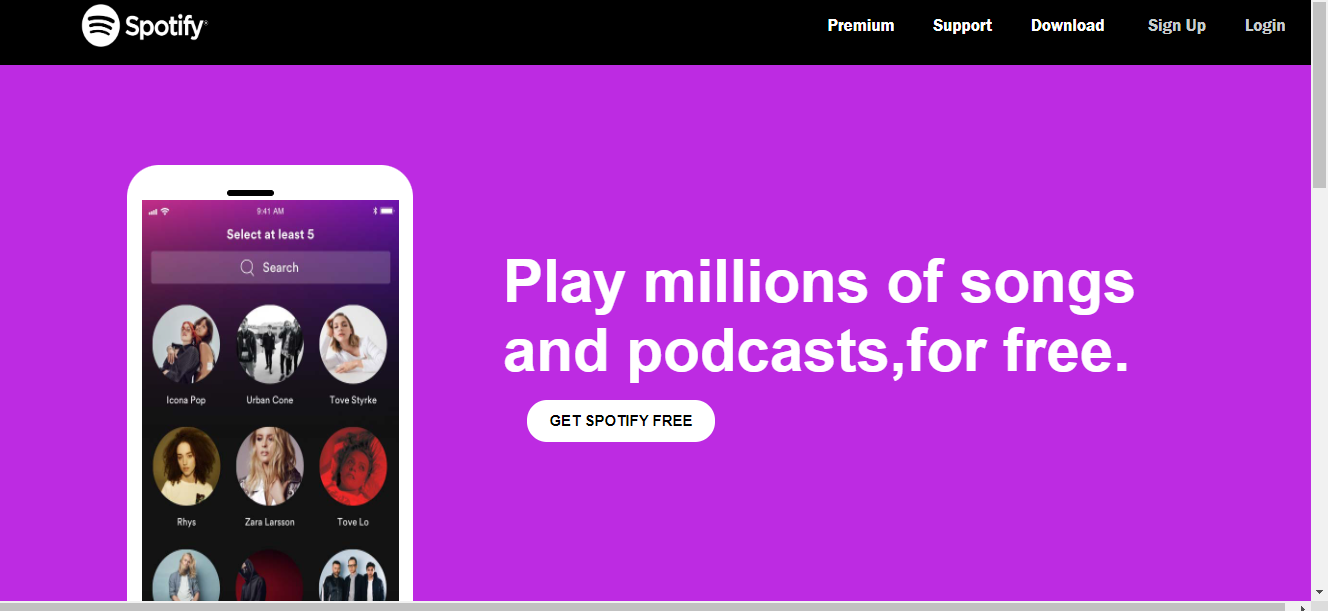 Spotify
Premium Support Download Sign Up Login
9:41 AM
Select at least 5
Search
Icona Pop Urban Cone Tove Styrke
Rhys Zara Larsson Tove Lo
Play millions of songs
and podcasts,for free.
GET SPOTIFY FREE